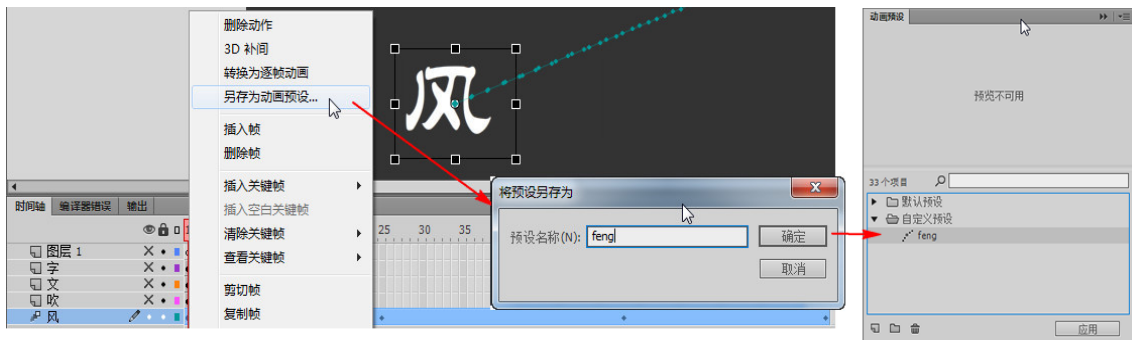 删除动作
3D 补间
转换为逐帧动画
另存为动画预设...
插入帧
删除帧
插入关键帧
插入空白关键帧
清除关键帧
查看关键帧
剪切帧
复制帧
风
时间轴 编译器错误 输出
25 30 35
图层 1
字
文
吹
风
将预设另存为
预设名称(N): feng
确定
取消
动画预设
预览不可用
33个项目
默认预设
自定义预设
feng
应用